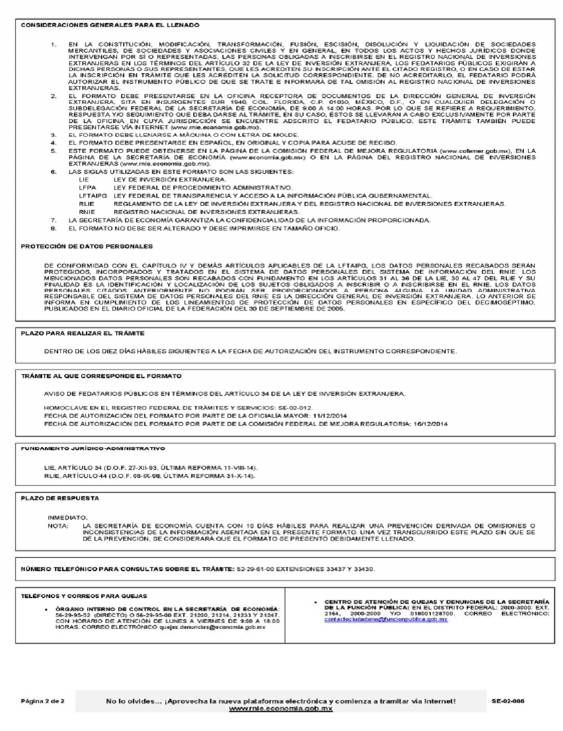 CONSIDERACIONES GENERALES PARA EL LLENADO
1. EN LA CONSTITUCIÓN, MODIFICACIÓN, TRANSFORMACIÓN, FUSIÓN, ESCISIÓN, DISOLUCIÓN Y LIQUIDACIÓN DE SOCIEDADES
MERCANTILES, DE SOCIEDADES Y ASOCIACIONES CIVILES Y EN GENERAL, EN TODOS LOS ACTOS Y HECHOS JURÍDICOS DONDE
INTERVENGAN POR SÍ O REPRESENTADAS, LAS PERSONAS OBLIGADAS A INSCRIBIRSE EN EL REGISTRO NACIONAL DE INVERSIONES
EXTRANJERAS EN LOS TÉRMINOS DEL ARTÍCULO 32 DE LA LEY DE INVERSIÓN EXTRANJERA, LOS FEDATARIOS PÚBLICOS EXIGIRÁN A
DICHAS PERSONAS O SUS REPRESENTANTES, QUE LES ACREDITEN SU INSCRIPCIÓN ANTE EL CITADO REGISTRO, O EN CASO DE ESTAR
LA INSCRIPCIÓN EN TRÁMITE QUE LES ACREDITEN LA SOLICITUD CORRESPONDIENTE. DE NO ACREDITARLO, EL FEDATARIO PODRÁ
AUTORIZAR EL INSTRUMENTO PÚBLICO DE QUE SE TRATE E INFORMARÁ DE TAL OMISIÓN AL REGISTRO NACIONAL DE INVERSIONES
EXTRANJERAS.
2. EL FORMATO DEBE PRESENTARSE EN LA OFICINA RECEPTORA DE DOCUMENTOS DE LA DIRECCIÓN GENERAL DE INVERSIÓN
EXTRANJERA, SITA EN INSURGENTES SUR 1940, COL. FLORIDA, C.P. 01030, MÉXICO, D.F., O EN CUALQUIER DELEGACIÓN O
SUBDELEGACIÓN FEDERAL DE LA SECRETARÍA DE ECONOMÍA, DE 9:00 A 14:00 HORAS. POR LO QUE SE REFIERE A REQUERIMIENTO,
RESPUESTA Y/O SEGUIMIENTO QUE DEBA DARSE AL TRÁMITE, EN SU CASO, ÉSTOS SE LLEVARÁN A CABO EXCLUSIVAMENTE POR PARTE
DE LA OFICINA EN CUYA JURISDICCIÓN SE ENCUENTRE ADSCRITO EL FEDATARIO PÚBLICO, ESTE TRÁMITE TAMBIÉN PUEDE
PRESENTARSE VÍA INTERNET (www.rnie.economia.gob.mx).
3. EL FORMATO DEBE LLENARSE A MÁQUINA O CON LETRA DE MOLDE.
4. EL FORMATO DEBE PRESENTARSE EN ESPAÑOL, EN ORIGINAL Y COPIA PARA ACUSE DE RECIBO.
5. ESTE FORMATO PUEDE OBTENERSE EN LA PÁGINA DE LA COMISIÓN FEDERAL DE MEJORA REGULATORIA (www.cofemer.gob.mx), EN LA
PÁGINA DE LA SECRETARÍA DE ECONOMÍA (www.economia.gob.mx) O EN LA PÁGINA DEL REGISTRO NACIONAL DE INVERSIONES
EXTRANJERAS (www.rnie.economia.gob.mx).
6. LAS SIGLAS UTILIZADAS EN ESTE FORMATO SON LAS SIGUIENTES:
LIE LEY DE INVERSIÓN EXTRANJERA.
LFPA LEY FEDERAL DE PROCEDIMIENTO ADMINISTRATIVO.
LFTAIPG LEY FEDERAL DE TRANSPARENCIA Y ACCESO A LA INFORMACIÓN PÚBLICA GUBERNAMENTAL.
RLIE REGLAMENTO DE LA LEY DE INVERSIÓN EXTRANJERA Y DEL REGISTRO NACIONAL DE INVERSIONES EXTRANJERAS.
RNIE REGISTRO NACIONAL DE INVERSIONES EXTRANJERAS.
7. LA SECRETARÍA DE ECONOMÍA GARANTIZA LA CONFIDENCIALIDAD DE LA INFORMACIÓN PROPORCIONADA.
8. EL FORMATO NO DEBE SER ALTERADO Y DEBE IMPRIMIRSE EN TAMAÑO OFICIO.
PROTECCIÓN DE DATOS PERSONALES
DE CONFORMIDAD CON EL CAPÍTULO IV Y DEMÁS ARTÍCULOS APLICABLES DE LA LFTAIPG, LOS DATOS PERSONALES RECABADOS SERÁN
PROTEGIDOS, INCORPORADOS Y TRATADOS EN EL SISTEMA DE DATOS PERSONALES DEL SISTEMA DE INFORMACIÓN DEL RNIE. LOS
MENCIONADOS DATOS PERSONALES SON RECABADOS CON FUNDAMENTO EN LOS ARTÍCULOS 31 AL 36 DE LA LIE, 30 AL 47 DEL RLIE Y SU
FINALIDAD ES LA IDENTIFICACIÓN Y LOCALIZACIÓN DE LOS SUJETOS OBLIGADOS A INSCRIBIR O A INSCRIBIRSE EN EL RNIE. LOS DATOS
PERSONALES CITADOS ANTERIORMENTE NO PODRÁN SER PROPORCIONADOS A PERSONA ALGUNA. LA UNIDAD ADMINISTRATIVA
RESPONSABLE DEL SISTEMA DE DATOS PERSONALES DEL RNIE ES LA DIRECCIÓN GENERAL DE INVERSIÓN EXTRANJERA. LO ANTERIOR SE
INFORMA EN CUMPLIMIENTO DE LOS LINEAMIENTOS DE PROTECCIÓN DE DATOS PERSONALES EN ESPECÍFICO DEL DECIMOSÉPTIMO,
PUBLICADOS EN EL DIARIO OFICIAL DE LA FEDERACIÓN DEL 30 DE SEPTIEMBRE DE 2005.
PLAZO PARA REALIZAR EL TRÁMITE
DENTRO DE LOS DIEZ DÍAS HÁBILES SIGUIENTES A LA FECHA DE AUTORIZACIÓN DEL INSTRUMENTO CORRESPONDIENTE.
TRÁMITE AL QUE CORRESPONDE EL FORMATO
AVISO DE FEDATARIOS PÚBLICOS EN TÉRMINOS DEL ARTÍCULO 34 DE LA LEY DE INVERSIÓN EXTRANJERA.
HOMOCLAVE EN EL REGISTRO FEDERAL DE TRÁMITES Y SERVICIOS: SE-02-012
FECHA DE AUTORIZACIÓN DEL FORMATO POR PARTE DE LA OFICIALÍA MAYOR: 11/12/2014
FECHA DE AUTORIZACIÓN DEL FORMATO POR PARTE DE LA COMISIÓN FEDERAL DE MEJORA REGULATORIA: 16/12/2014
FUNDAMENTO JURÍDICO-ADMINISTRATIVO
LIE, ARTÍCULO 34 (D.O.F. 27-XII-93, ÚLTIMA REFORMA 11-VIII-14).
RLIE, ARTÍCULO 44 (D.O.F. 08-IX-98, ÚLTIMA REFORMA 31-X-14).
PLAZO DE RESPUESTA
INMEDIATO.
NOTA: LA SECRETARÍA DE ECONOMÍA CUENTA CON 10 DÍAS HÁBILES PARA REALIZAR UNA PREVENCIÓN DERIVADA DE OMISIONES O
INCONSISTENCIAS DE LA INFORMACIÓN ASENTADA EN EL PRESENTE FORMATO. UNA VEZ TRANSCURRIDO ESTE PLAZO SIN QUE SE
DÉ LA PREVENCIÓN, SE CONSIDERARÁ QUE EL FORMATO SE PRESENTÓ DEBIDAMENTE LLENADO.
NÚMERO TELEFÓNICO PARA CONSULTAS SOBRE EL TRÁMITE: 52-29-61-00 EXTENSIONES 33437 Y 33430.
TELÉFONOS Y CORREOS PARA QUEJAS
• ÓRGANO INTERNO DE CONTROL EN LA SECRETARÍA DE ECONOMÍA:
56-29-95-52 (DIRECTO) O 56-29-95-00 EXT. 21200, 21214, 21233 Y 21247.
CON HORARIO DE ATENCIÓN DE LUNES A VIERNES DE 9:00 A 18:00
HORAS. CORREO ELECTRÓNICO quejas.denuncias@economia.gob.mx
• CENTRO DE ATENCIÓN DE QUEJAS Y DENUNCIAS DE LA SECRETARÍA
DE LA FUNCIÓN PÚBLICA: EN EL DISTRITO FEDERAL: 2000-3000, EXT.
2164, 2000-2000 Y/O 018001128700. CORREO ELECTRÓNICO:
contactociudadano@funcionpublica.gob.mx
Página 2 de 2
No lo olvides... ¡Aprovecha la nueva plataforma electrónica y comienza a tramitar vía Internet!
www.rnie.economia.gob.mx
SE-02-006